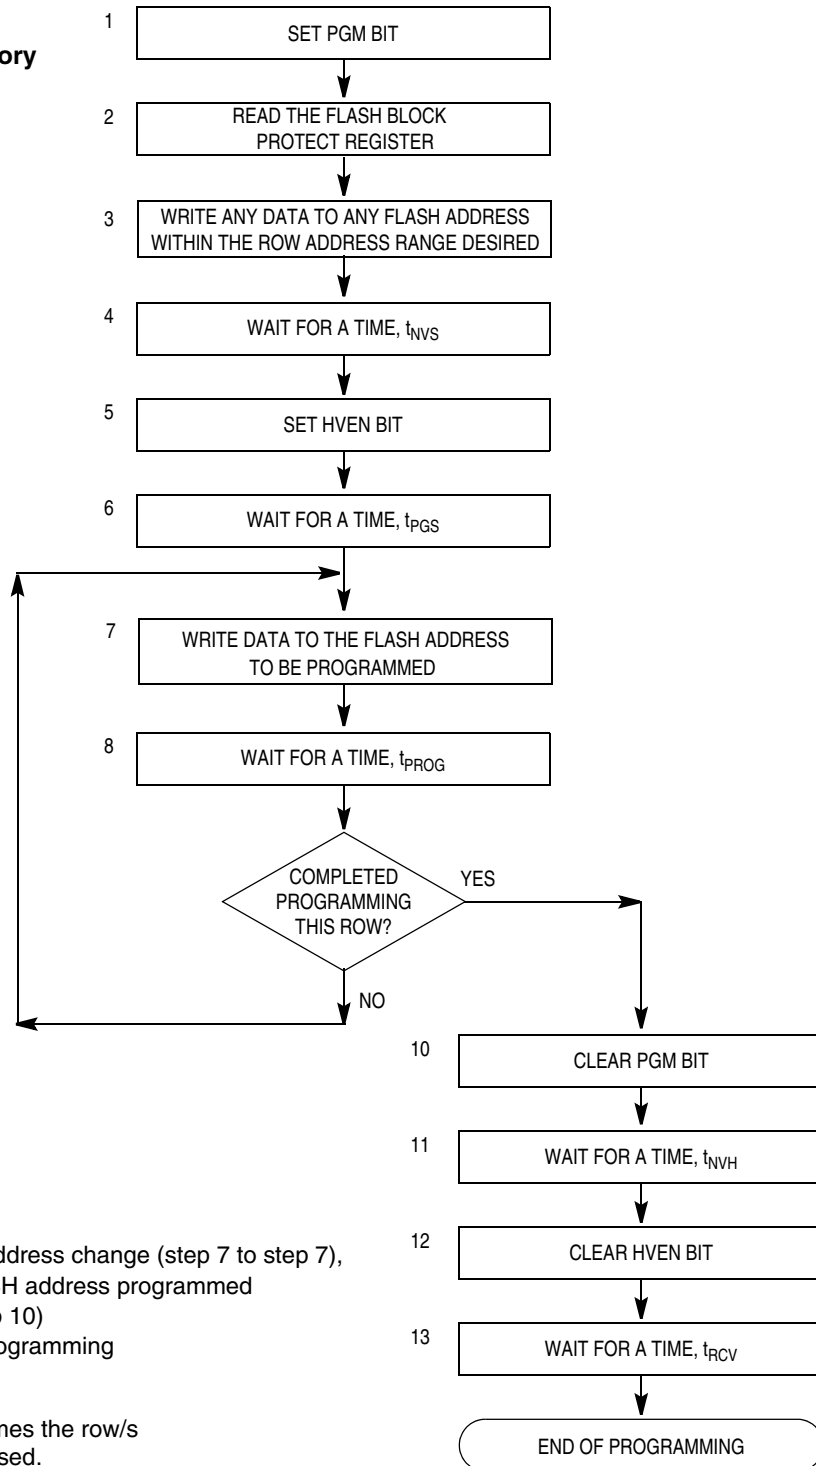 1
SET PGM BIT
ory
2
READ THE FLASH BLOCK
PROTECT REGISTER
3
WRITE ANY DATA TO ANY FLASH ADDRESS
WITHIN THE ROW ADDRESS RANGE DESIRED
4
WAIT FOR A TIME, tNVS
5
SET HVEN BIT
6
WAIT FOR A TIME, tPGS
7
WRITE DATA TO THE FLASH ADDRESS
TO BE PROGRAMMED
8
WAIT FOR A TIME, tPROG
COMPLETED
PROGRAMMING
THIS ROW?
YES
NO
10
CLEAR PGM BIT
11
WAIT FOR A TIME, tNVH
12
CLEAR HVEN BIT
13
WAIT FOR A TIME, tRCV
END OF PROGRAMMING
ddress change (step 7 to step 7),
H address programmed
10)
ogramming
nes the row/s
sed.